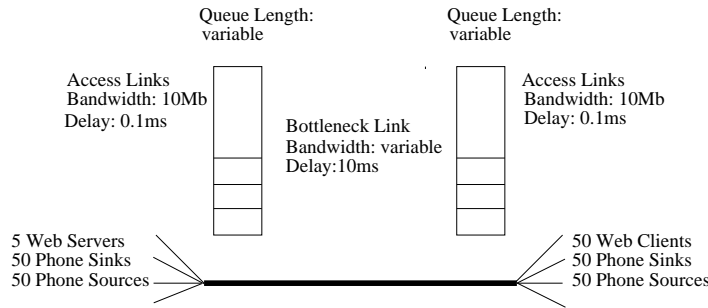 Queue Length:
variable
Queue Length:
variable
Access Links
Bandwidth: 10Mb
Delay: 0.1ms
Bottleneck Link
Bandwidth: variable
Delay:10ms
Access Links
Bandwidth: 10Mb
Delay: 0.1ms
5 Web Servers
50 Phone Sinks
50 Phone Sources
50 Web Clients
50 Phone Sinks
50 Phone Sources